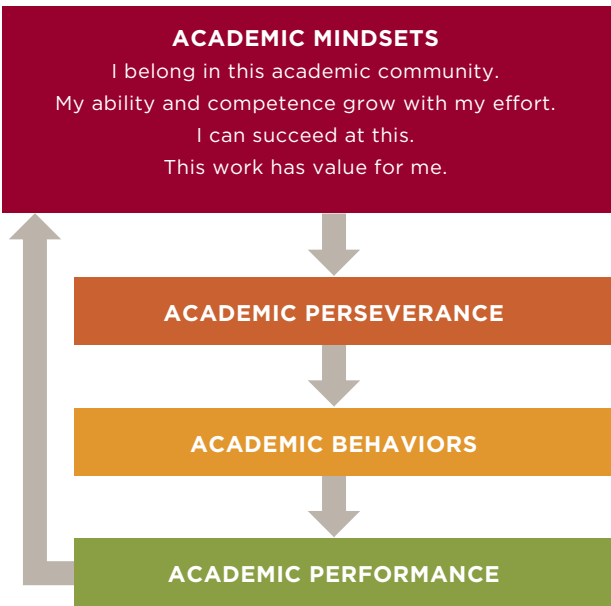 ACADEMIC MINDSETS
I belong in this academic community.
My ability and competence grow with my effort.
I can succeed at this.
This work has value for me.
ACADEMIC PERSEVERANCE
ACADEMIC BEHAVIORS
ACADEMIC PERFORMANCE